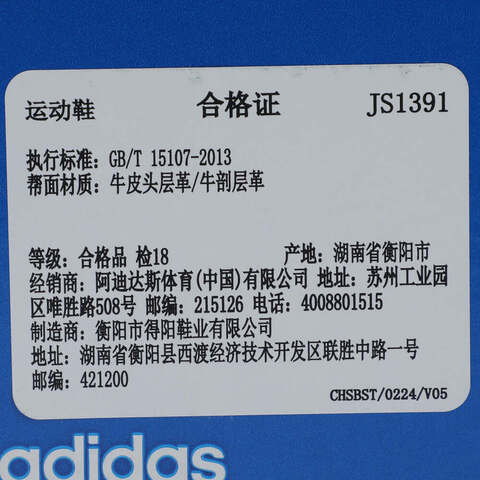 运动鞋 合格证 JS1391
执行标准: GB/T 15107-2013
帮面材质: 牛皮头层革/牛剖层革
等级: 合格品 检18 产地: 湖南省衡阳市
经销商: 阿迪达斯体育(中国)有限公司 地址: 苏州工业园
区唯胜路508号 邮编: 215126 电话: 4008801515
制造商: 衡阳市得阳鞋业有限公司
地址: 湖南省衡阳县西渡经济技术开发区联胜中路一号
邮编: 421200
CHSBST/0224/V05
adidas